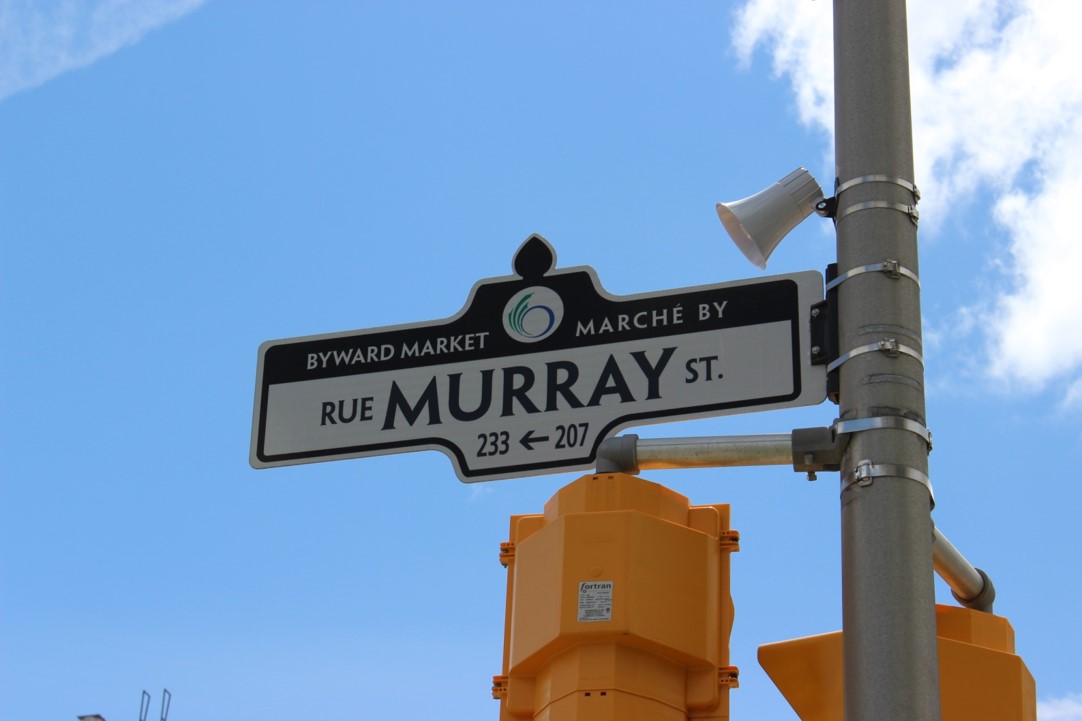 BYWARD MARKET MARCHÉ BY
RUE MURRAY ST.
233 ← 207
fortran